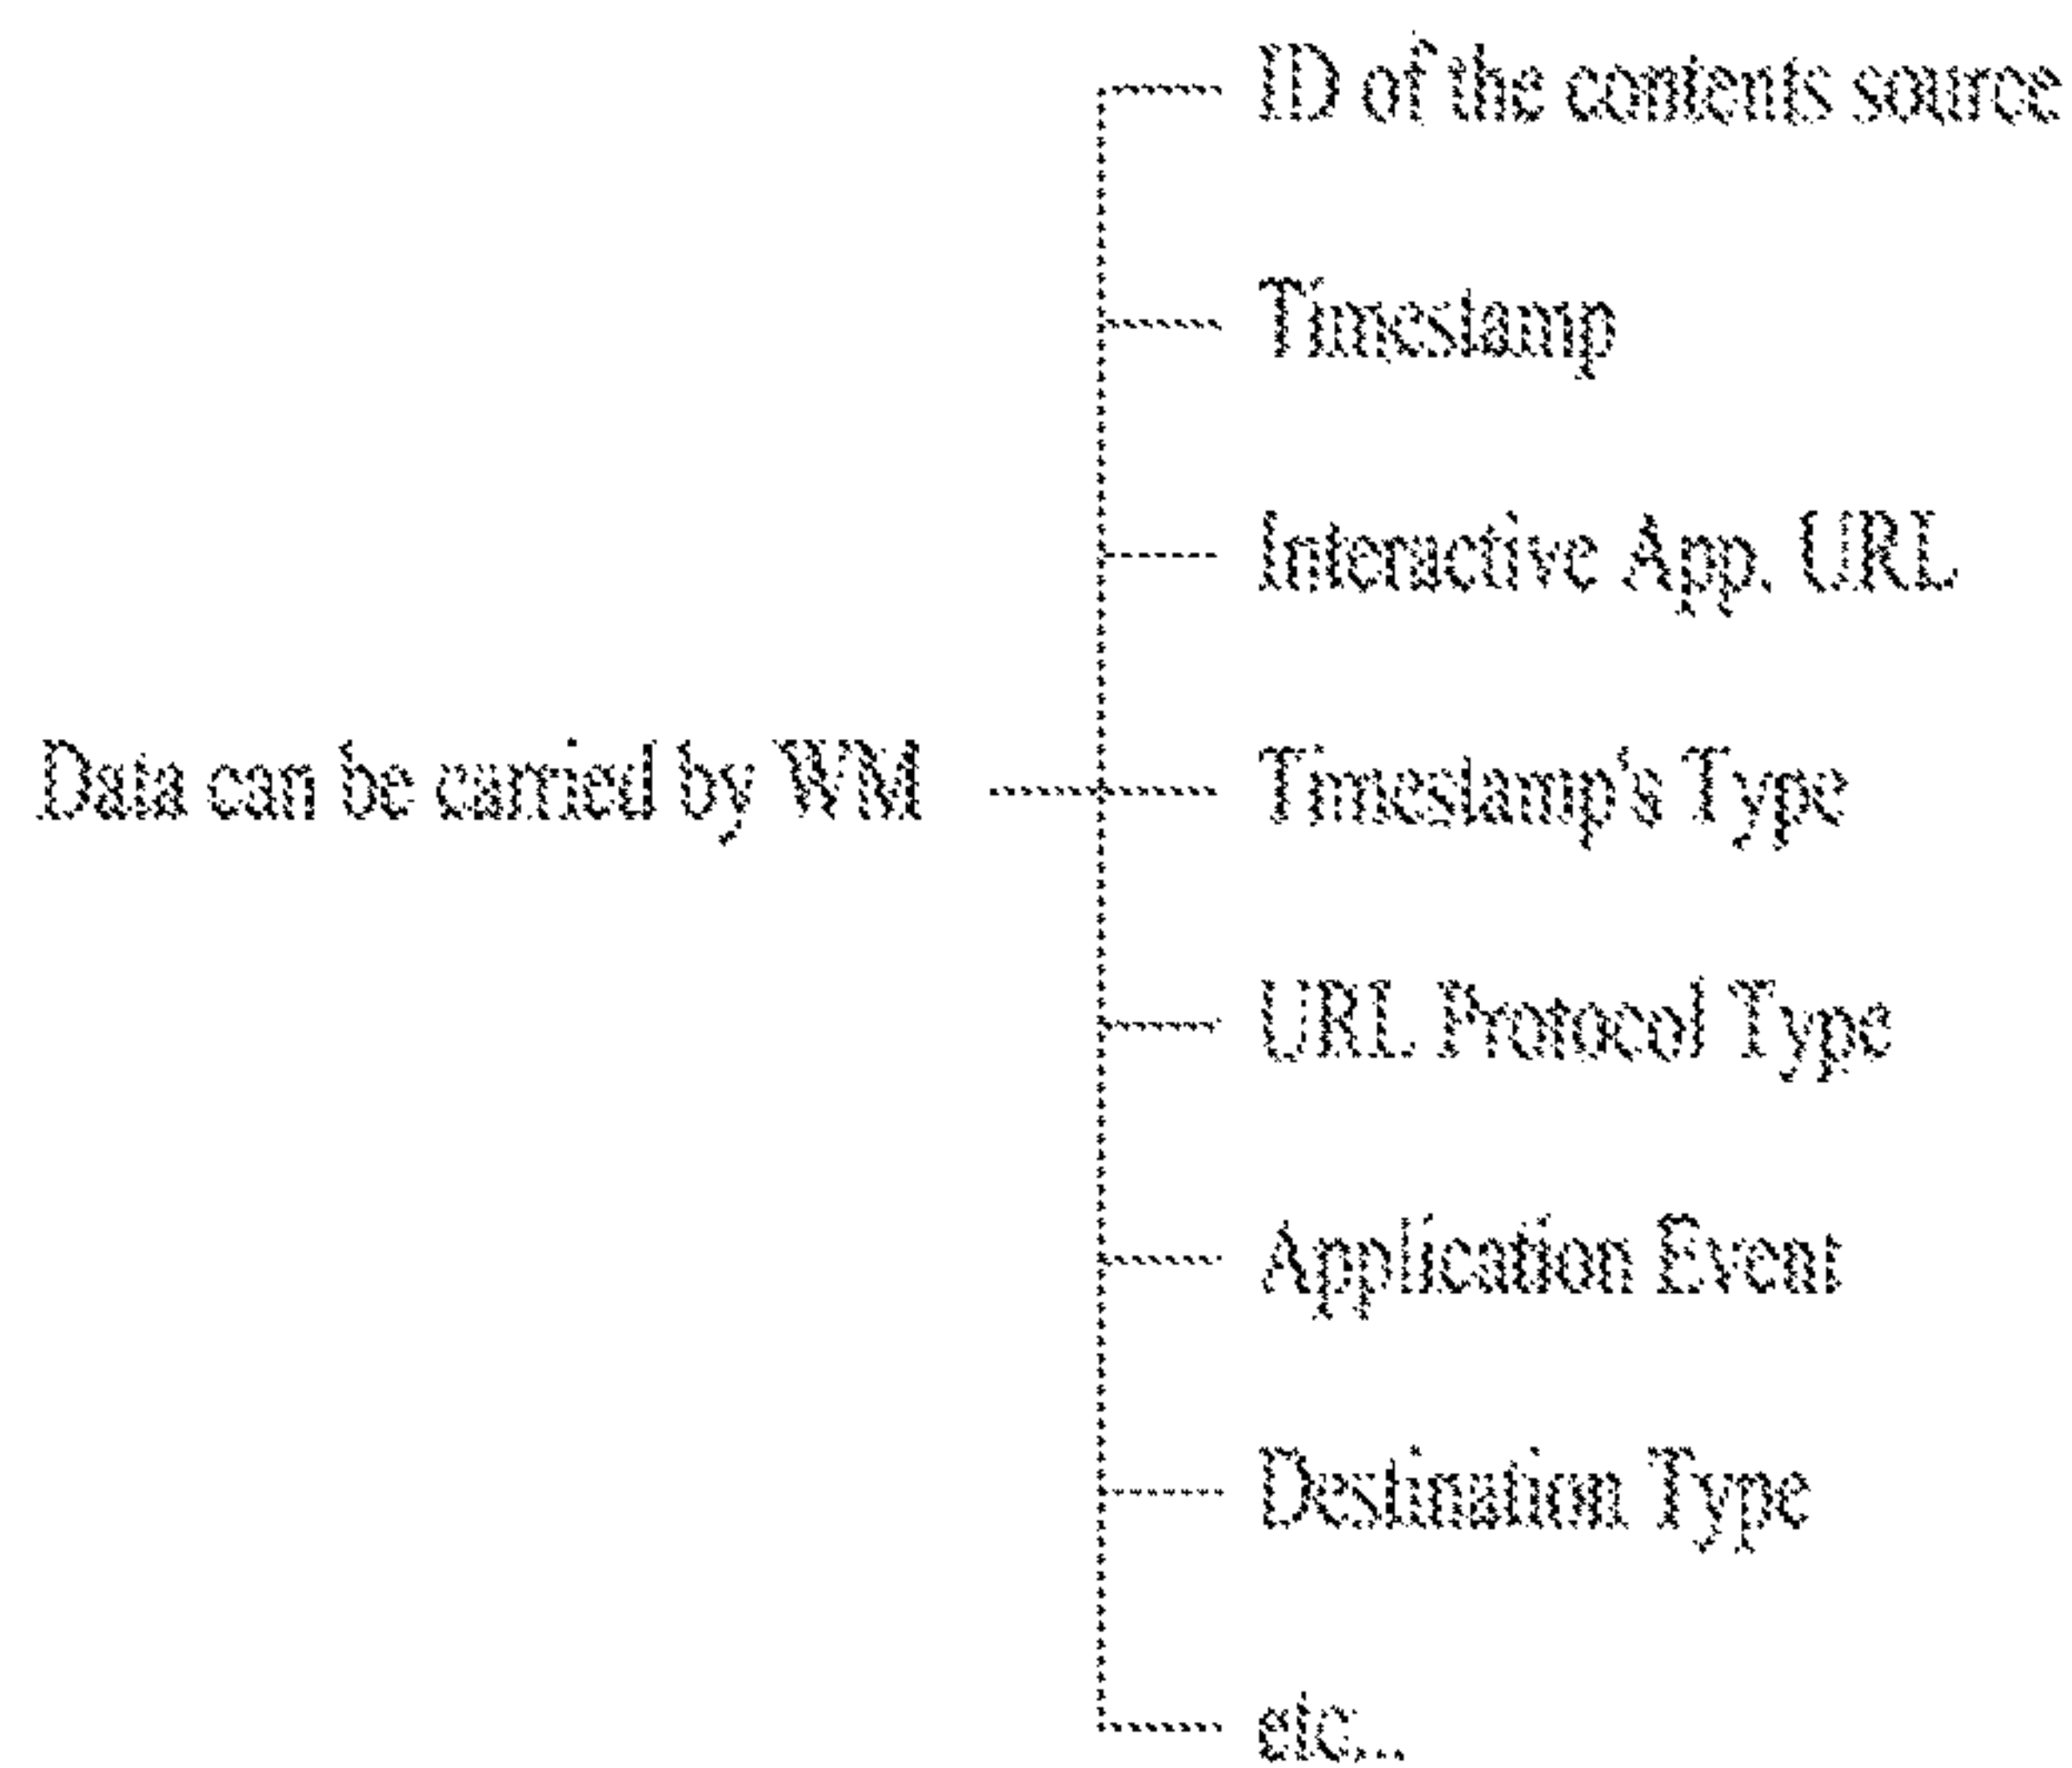 ID of the contents source
Timestamp
Interactive App. URL
Data can be carried by WM
Timestamp's Type
URL Protocol Type
Application Event
Destination Type
etc...